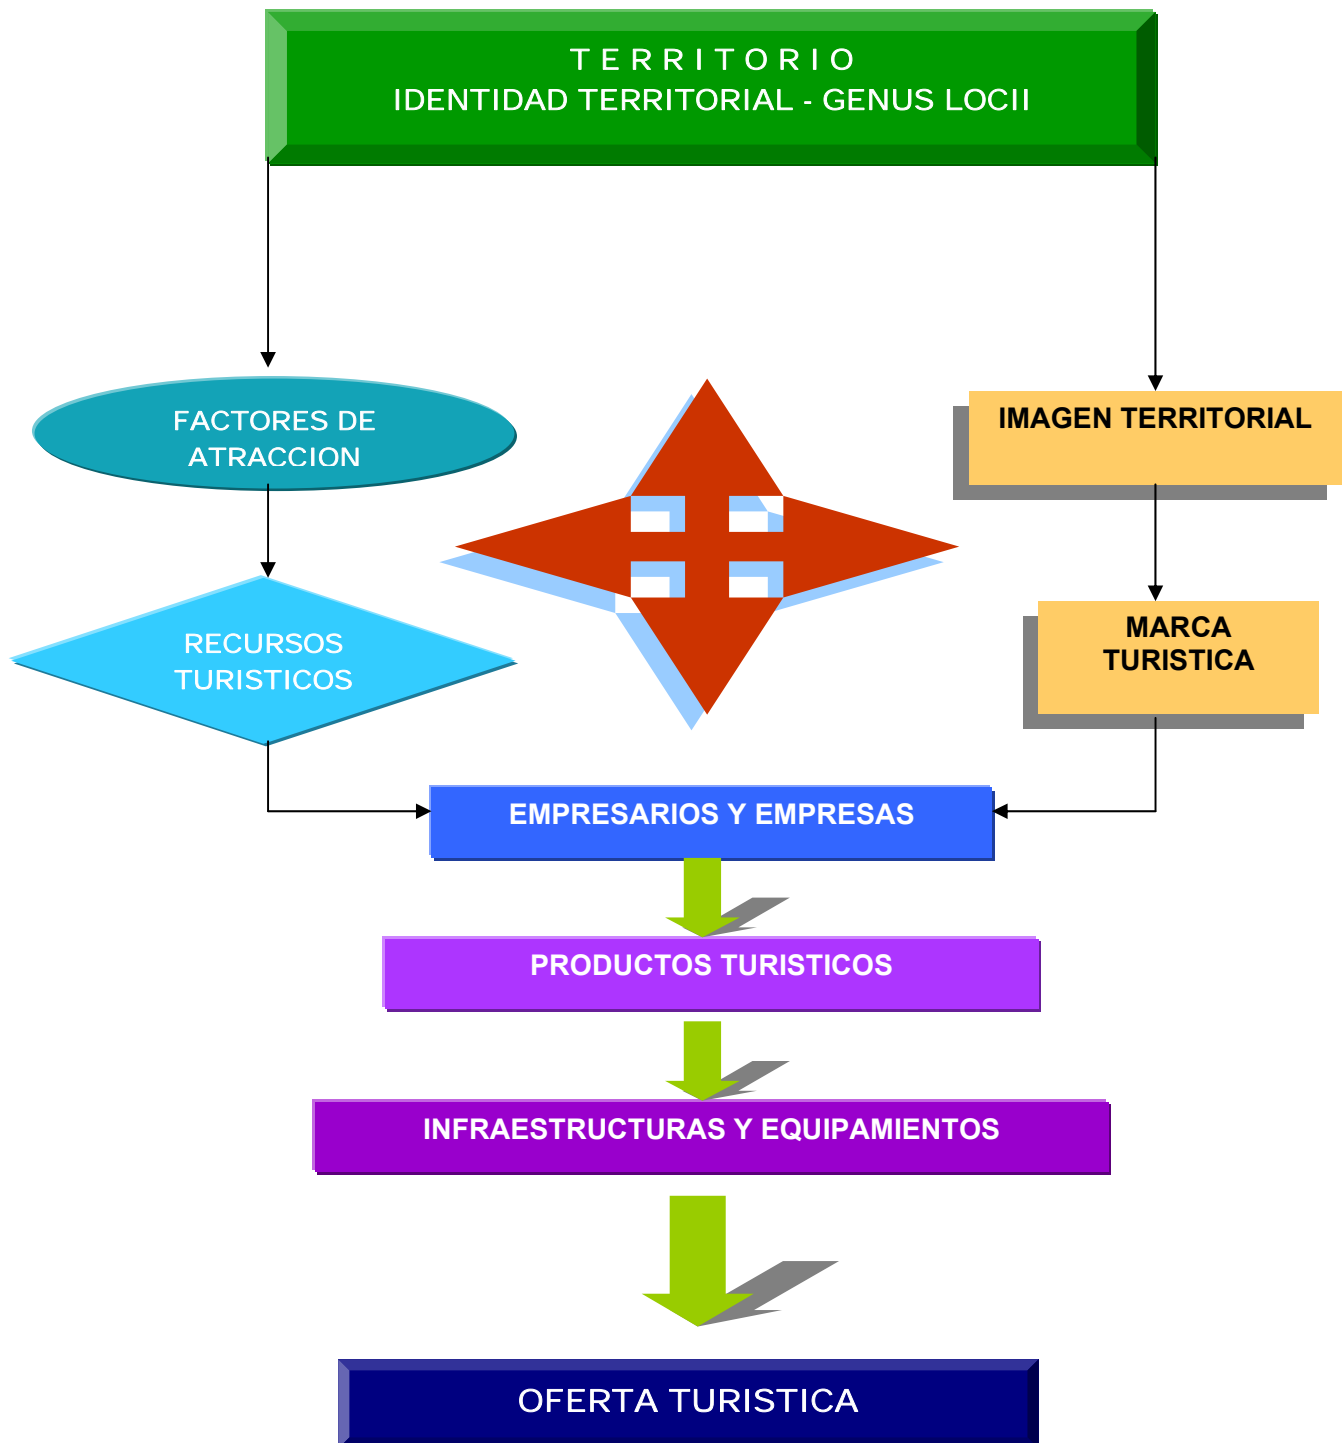 T E R R I T O R I O
IDENTIDAD TERRITORIAL - GENUS LOCII
FACTORES DE
ATRACCION
IMAGEN TERRITORIAL
RECURSOS
TURISTICOS
MARCA
TURISTICA
EMPRESARIOS Y EMPRESAS
PRODUCTOS TURISTICOS
INFRAESTRUCTURAS Y EQUIPAMIENTOS
OFERTA TURISTICA